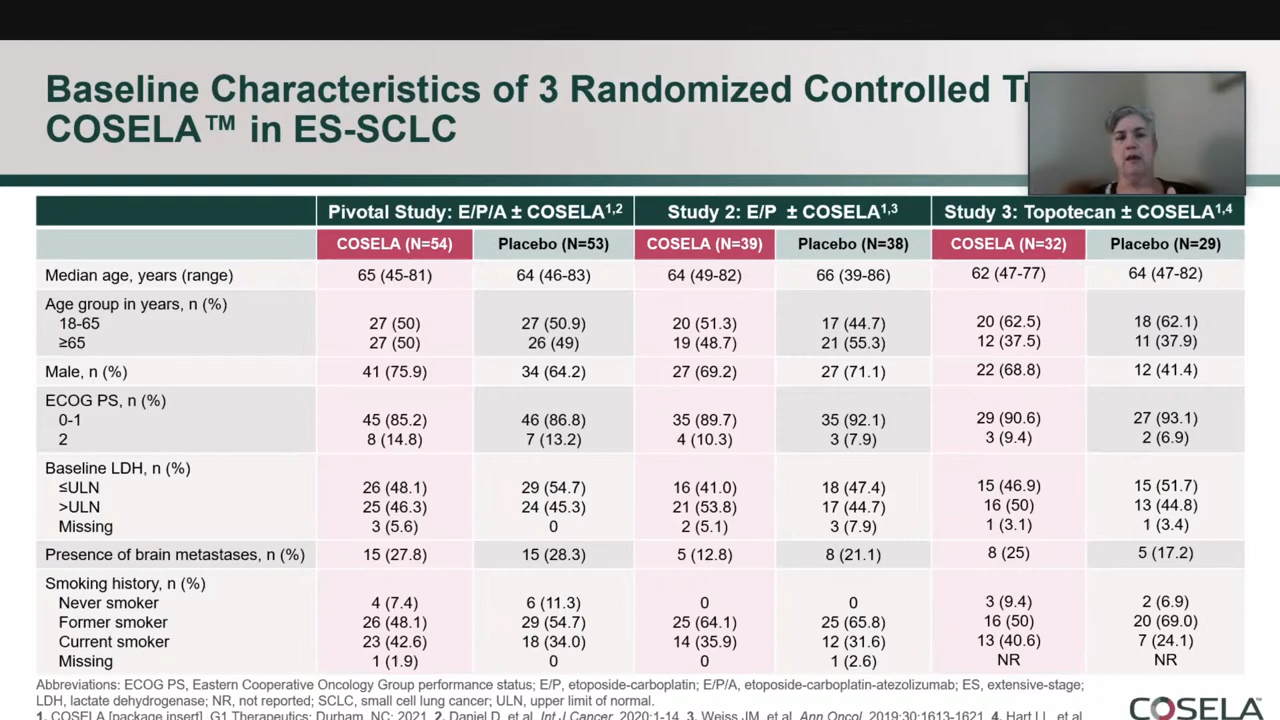 Baseline Characteristics of 3 Randomized Controlled
COSELA™ in ES-SCLC
Pivotal Study: E/P/A ± COSELA1,2 Study 2: E/P ± COSELA1,3 Study 3: Topotecan ± COSELA1,4
COSELA (N=54) Placebo (N=53) COSELA (N=39) Placebo (N=38) COSELA (N=32) Placebo (N=29)
Median age, years (range) 65 (45-81) 64 (46-83) 64 (49-82) 66 (39-86) 62 (47-77) 64 (47-82)
Age group in years, n (%)
18-65 27 (50) 27 (50.9) 20 (51.3) 17 (44.7) 20 (62.5) 18 (62.1)
≥65 27 (50) 26 (49) 19 (48.7) 21 (55.3) 12 (37.5) 11 (37.9)
Male, n (%) 41 (75.9) 34 (64.2) 27 (69.2) 27 (71.1) 22 (68.8) 12 (41.4)
ECOG PS, n (%)
0-1 45 (85.2) 46 (86.8) 35 (89.7) 35 (92.1) 29 (90.6) 27 (93.1)
2 8 (14.8) 7 (13.2) 4 (10.3) 3 (7.9) 3 (9.4) 2 (6.9)
Baseline LDH, n (%)
≤ULN 26 (48.1) 29 (54.7) 16 (41.0) 18 (47.4) 15 (46.9) 15 (51.7)
>ULN 25 (46.3) 24 (45.3) 21 (53.8) 17 (44.7) 16 (50) 13 (44.8)
Missing 3 (5.6) 0 2 (5.1) 3 (7.9) 1 (3.1) 1 (3.4)
Presence of brain metastases, n (%) 15 (27.8) 15 (28.3) 5 (12.8) 8 (21.1) 8 (25) 5 (17.2)
Smoking history, n (%)
Never smoker 4 (7.4) 6 (11.3) 0 0 3 (9.4) 2 (6.9)
Former smoker 26 (48.1) 29 (54.7) 25 (64.1) 25 (65.8) 16 (50) 20 (69.0)
Current smoker 23 (42.6) 18 (34.0) 14 (35.9) 12 (31.6) 13 (40.6) 7 (24.1)
Missing 1 (1.9) 0 0 1 (2.6) NR NR
Abbreviations: ECOG PS, Eastern Cooperative Oncology Group performance status; E/P, etoposide-carboplatin; E/P/A, etoposide-carboplatin-atezolizumab; ES, extensive-stage;
LDH, lactate dehydrogenase; NR, not reported; SCLC, small cell lung cancer; ULN, upper limit of normal.
1. COSELA [package insert]. G1 Therapeutics: Durham, NC; 2021. 2. Daniel D, et al. Int J Cancer. 2020:1-14. 3. Weiss JM, et al. Ann Oncol. 2019;30:1613-1621. 4. Hart LL, et al
COSELA